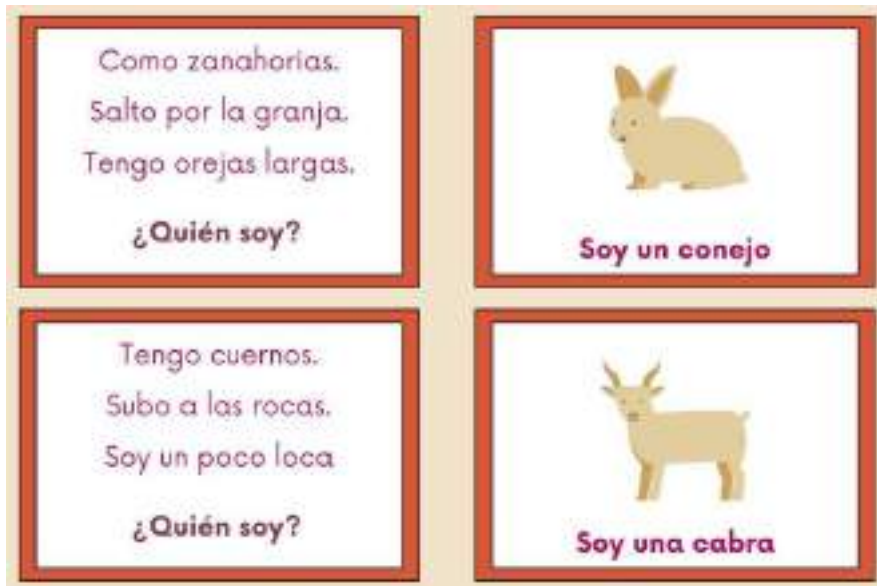 Como zanahorias.
Salto por la granja.
Tengo orejas largas.
¿Quién soy?
Soy un conejo
Tengo cuernos.
Subo a las rocas.
Soy un poco loca
¿Quién soy?
Soy una cabra